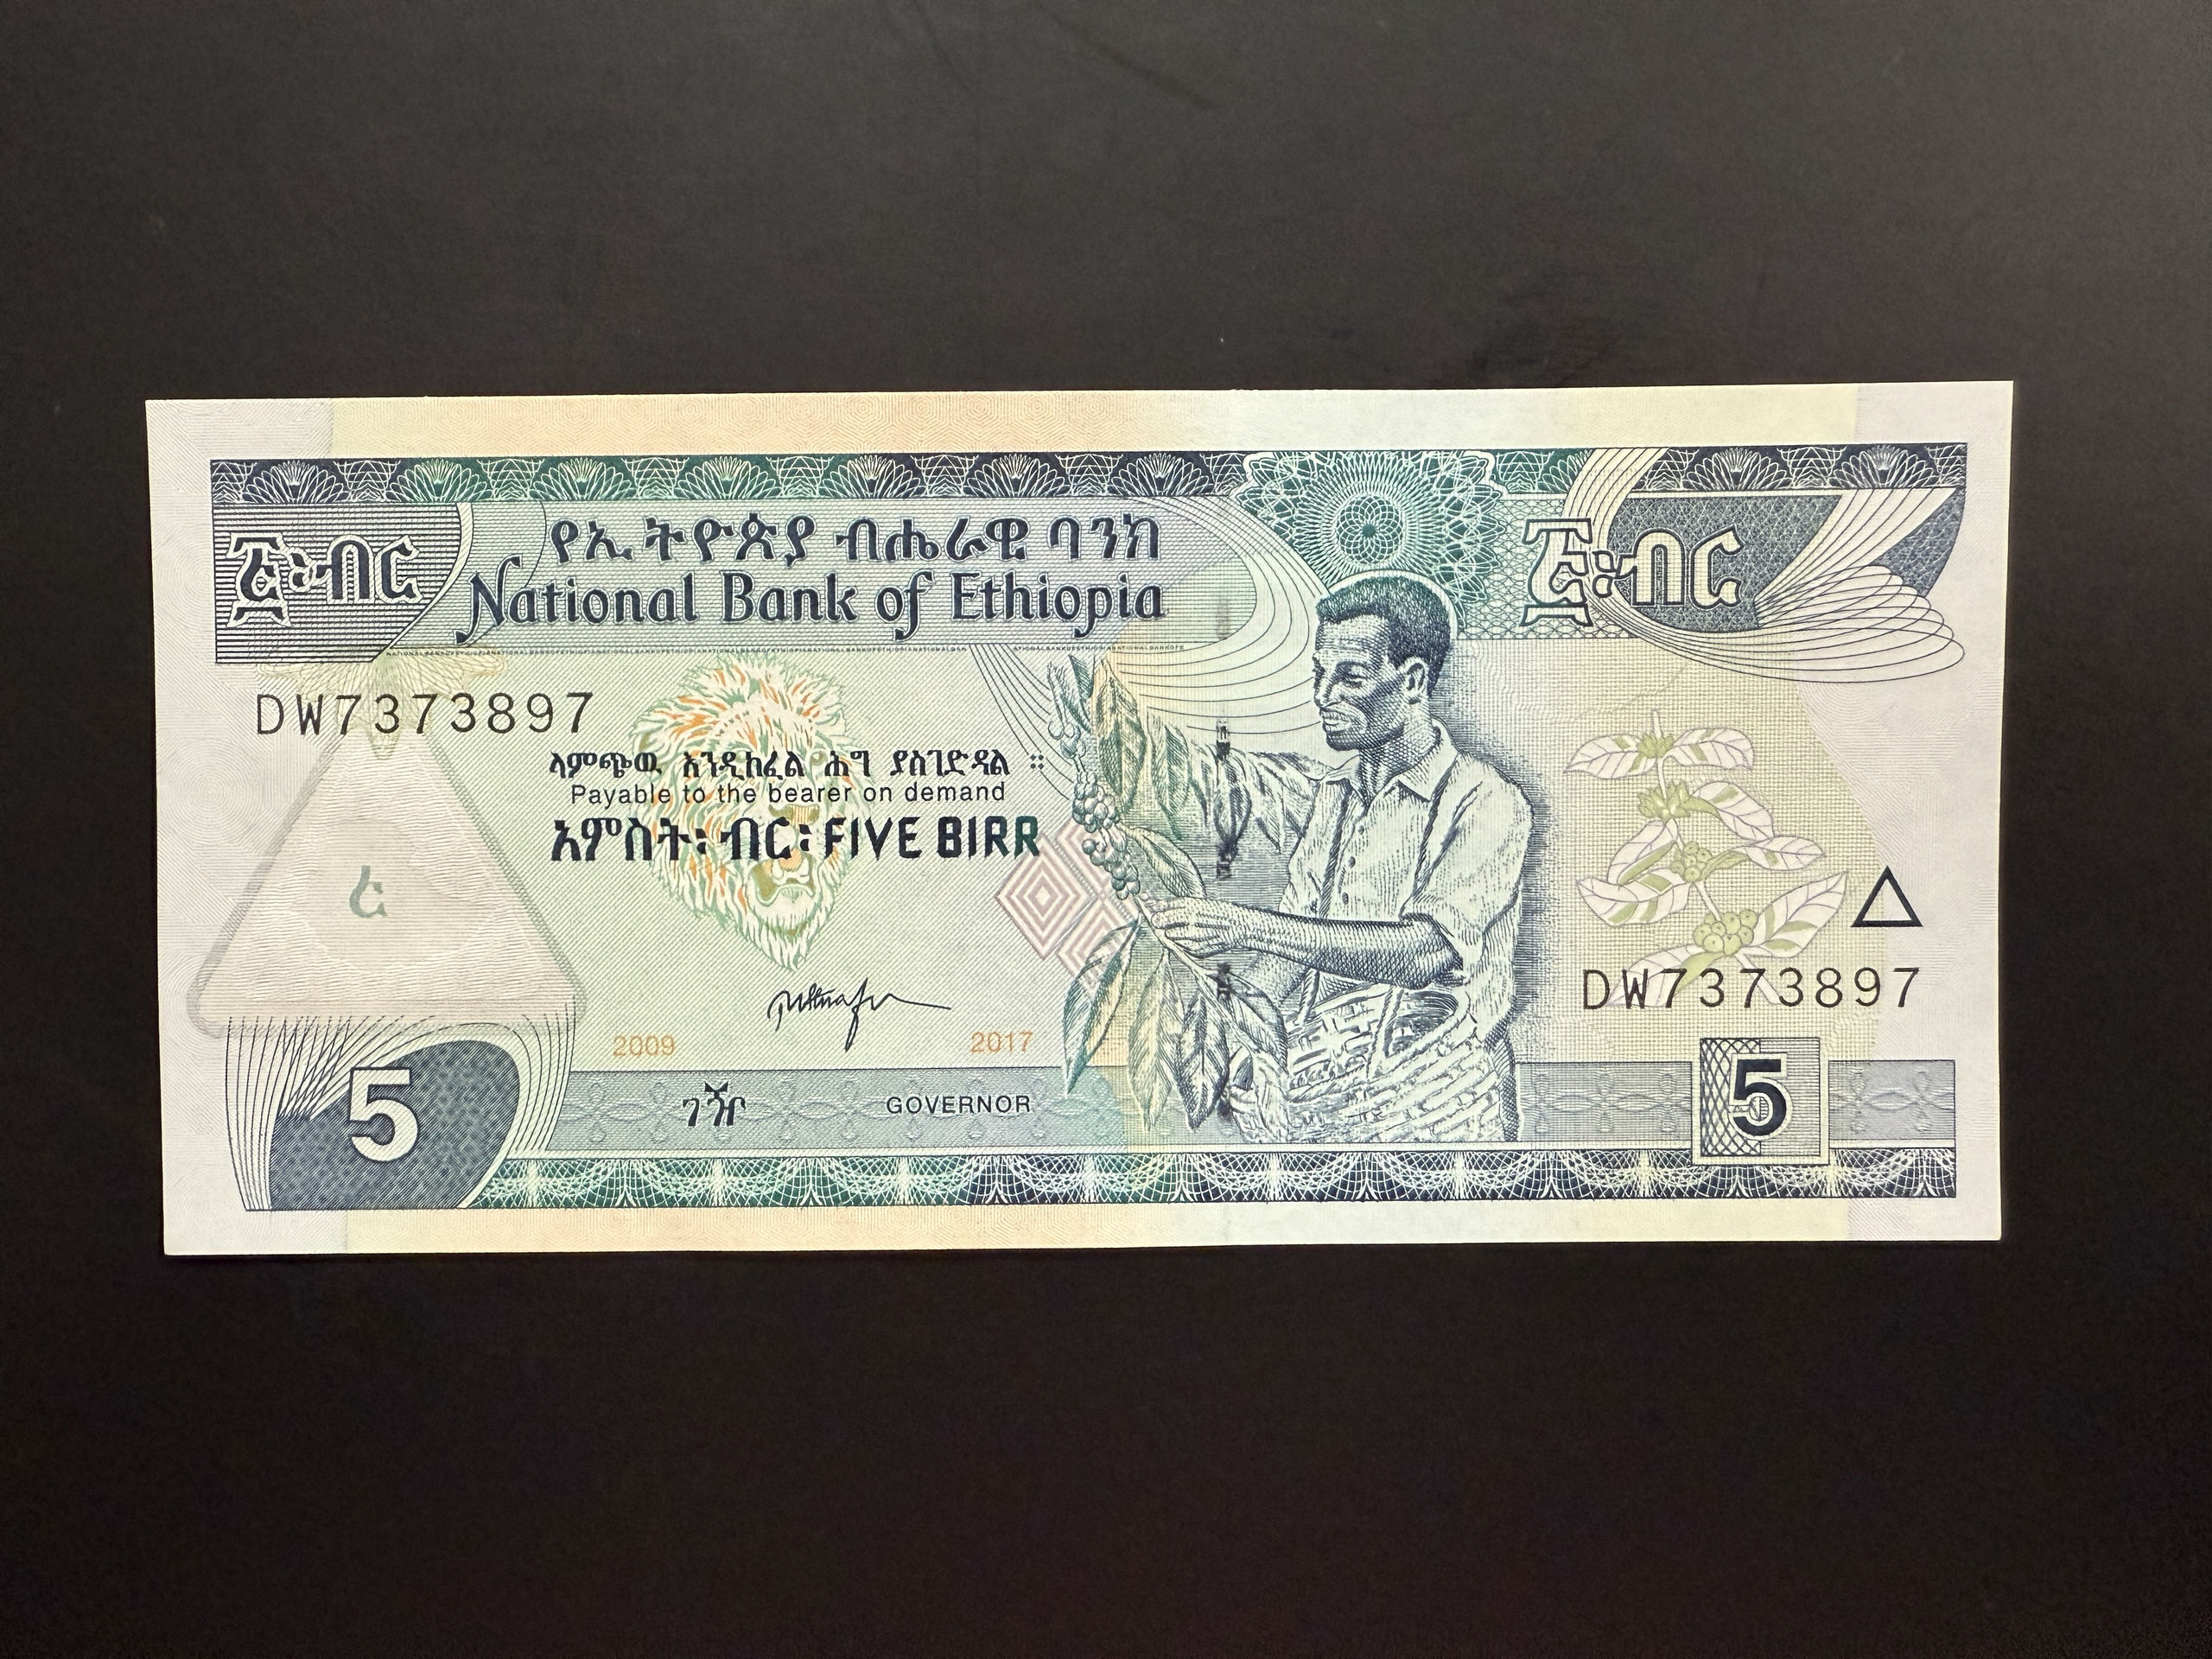 የኢትዮጵያ ብሔራዊ ባንክ
፭፡ብር
National Bank of Ethiopia
፭፡ብር
DW7373897
ላምጭው እንዲከፈል ሕግ ያስገድዳል ።
Payable to the bearer on demand
አምስት፡ ብር፡ FIVE BIRR
DW7373897
2009
2017
ገዥ
GOVERNOR
5
5